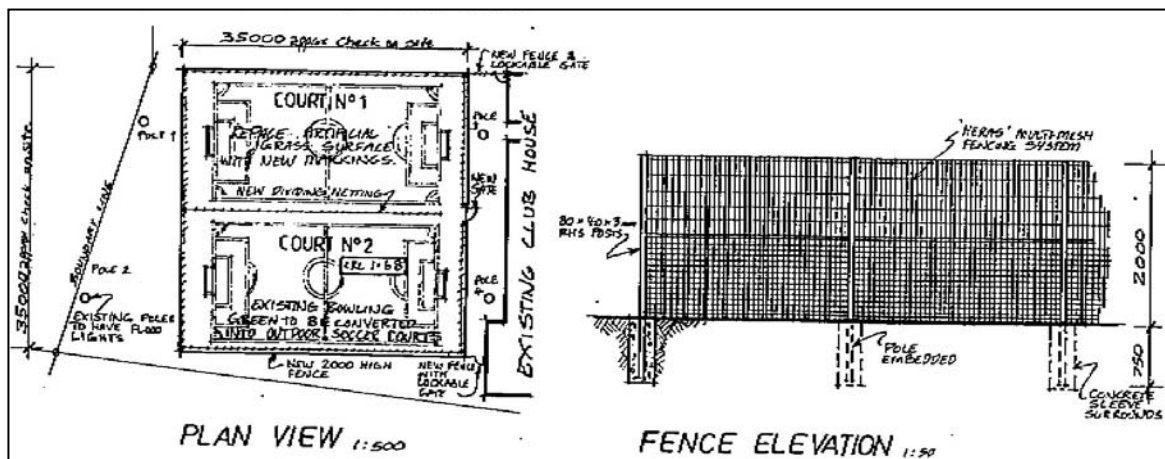 35000 approx check on site
NEW FENCE &
LOCKABLE GATE
35000 approx check on site
BOUNDARY LINE
POLE 1
COURT Nº1
REPLACE ARTIFICIAL
GRASS SURFACE
WITH NEW MARKINGS.
NEW DIVIDING NETTING
POLE
3
NEW
GATE
EXISTING CLUB HOUSE
COURT Nº2
RL 1.68
POLE 2
EXISTING POLES
TO HAVE FLOOD
LIGHTS
EXISTING BOWLING
GREEN TO BE CONVERTED
INTO OUTDOOR SOCCER COURTS
POLE
4
NEW 2000 HIGH
FENCE
NEW FENCE
WITH
LOCKABLE
GATE
PLAN VIEW 1:500
'HERAS' MULTI-MESH
FENCING SYSTEM
80×40×3
RHS POSTS
2000
POLE
EMBEDDED
750
CONCRETE
SLEEVE
SURROUNDS
FENCE ELEVATION 1:50